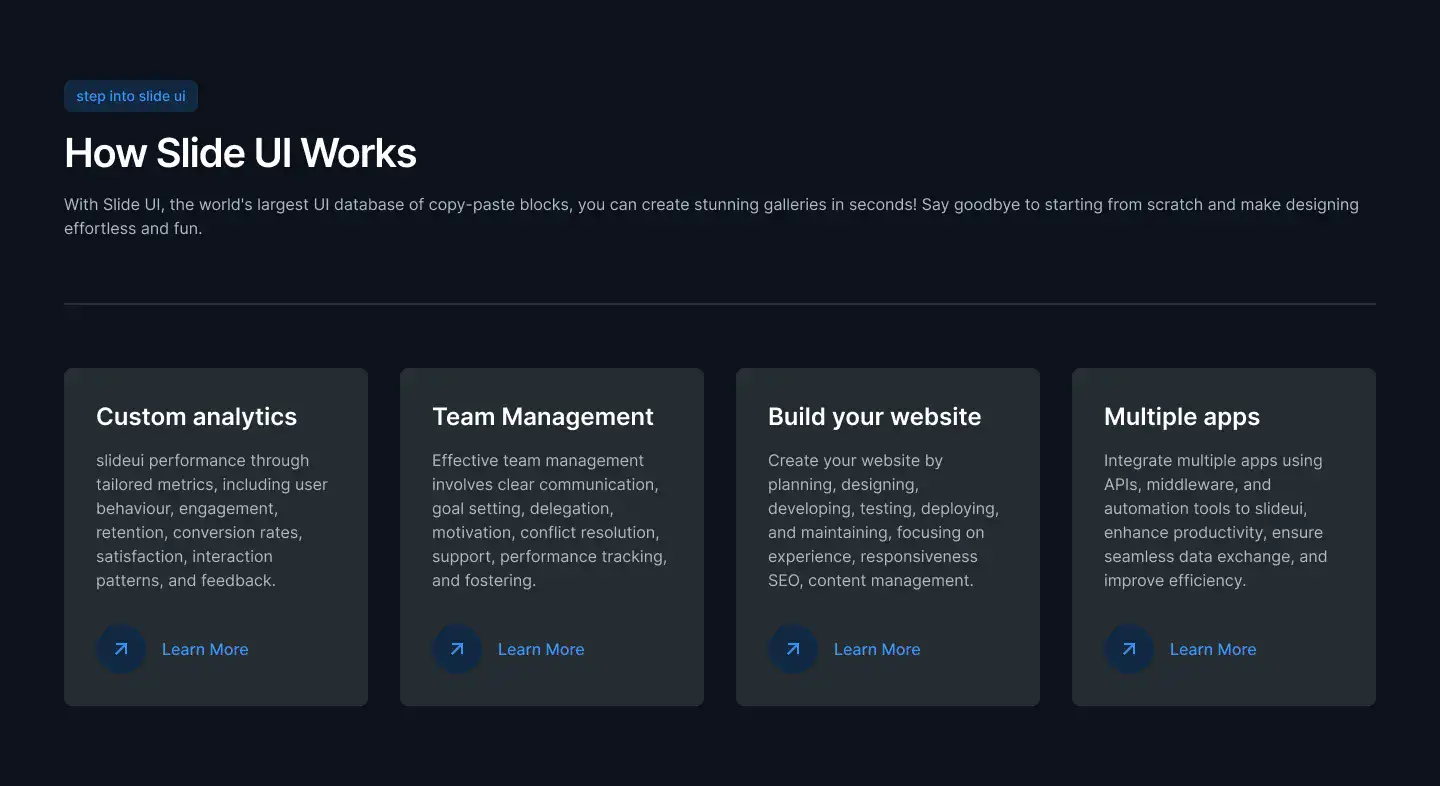 step into slide ui
How Slide UI Works
With Slide UI, the world's largest UI database of copy-paste blocks, you can create stunning galleries in seconds! Say goodbye to starting from scratch and make designing
effortless and fun.
Custom analytics
slideui performance through
tailored metrics, including user
behaviour, engagement,
retention, conversion rates,
satisfaction, interaction
patterns, and feedback.
Learn More
Team Management
Effective team management
involves clear communication,
goal setting, delegation,
motivation, conflict resolution,
support, performance tracking,
and fostering.
Learn More
Build your website
Create your website by
planning, designing,
developing, testing, deploying,
and maintaining, focusing on
experience, responsiveness
SEO, content management.
Learn More
Multiple apps
Integrate multiple apps using
APIs, middleware, and
automation tools to slideui,
enhance productivity, ensure
seamless data exchange, and
improve efficiency.
Learn More